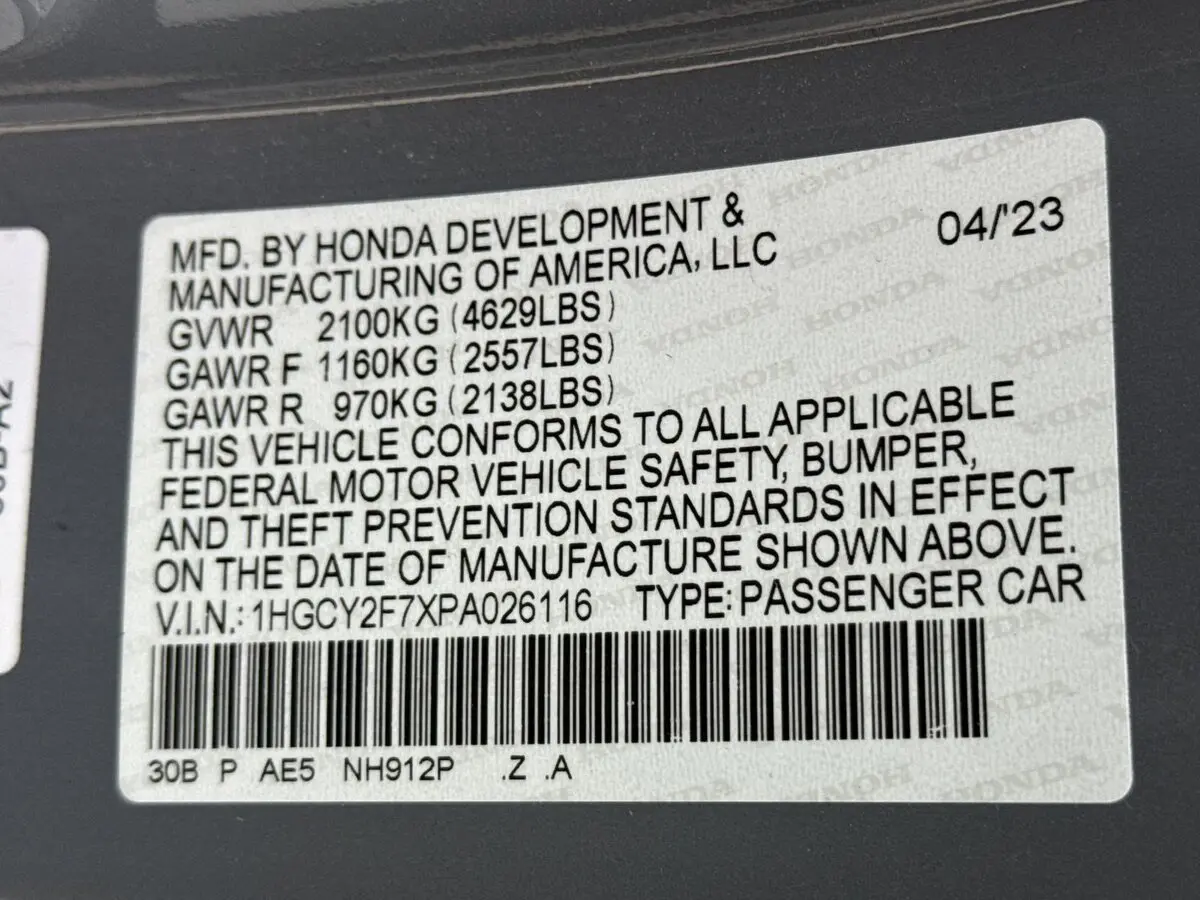 MFD. BY HONDA DEVELOPMENT &
MANUFACTURING OF AMERICA, LLC 04/'23
GVWR 2100KG (4629LBS)
GAWR F 1160KG (2557LBS)
GAWR R 970KG (2138LBS)
THIS VEHICLE CONFORMS TO ALL APPLICABLE
FEDERAL MOTOR VEHICLE SAFETY, BUMPER,
AND THEFT PREVENTION STANDARDS IN EFFECT
ON THE DATE OF MANUFACTURE SHOWN ABOVE.
V.I.N.: 1HGCY2F7XPA026116 TYPE: PASSENGER CAR
30B P AE5 NH912P .Z .A